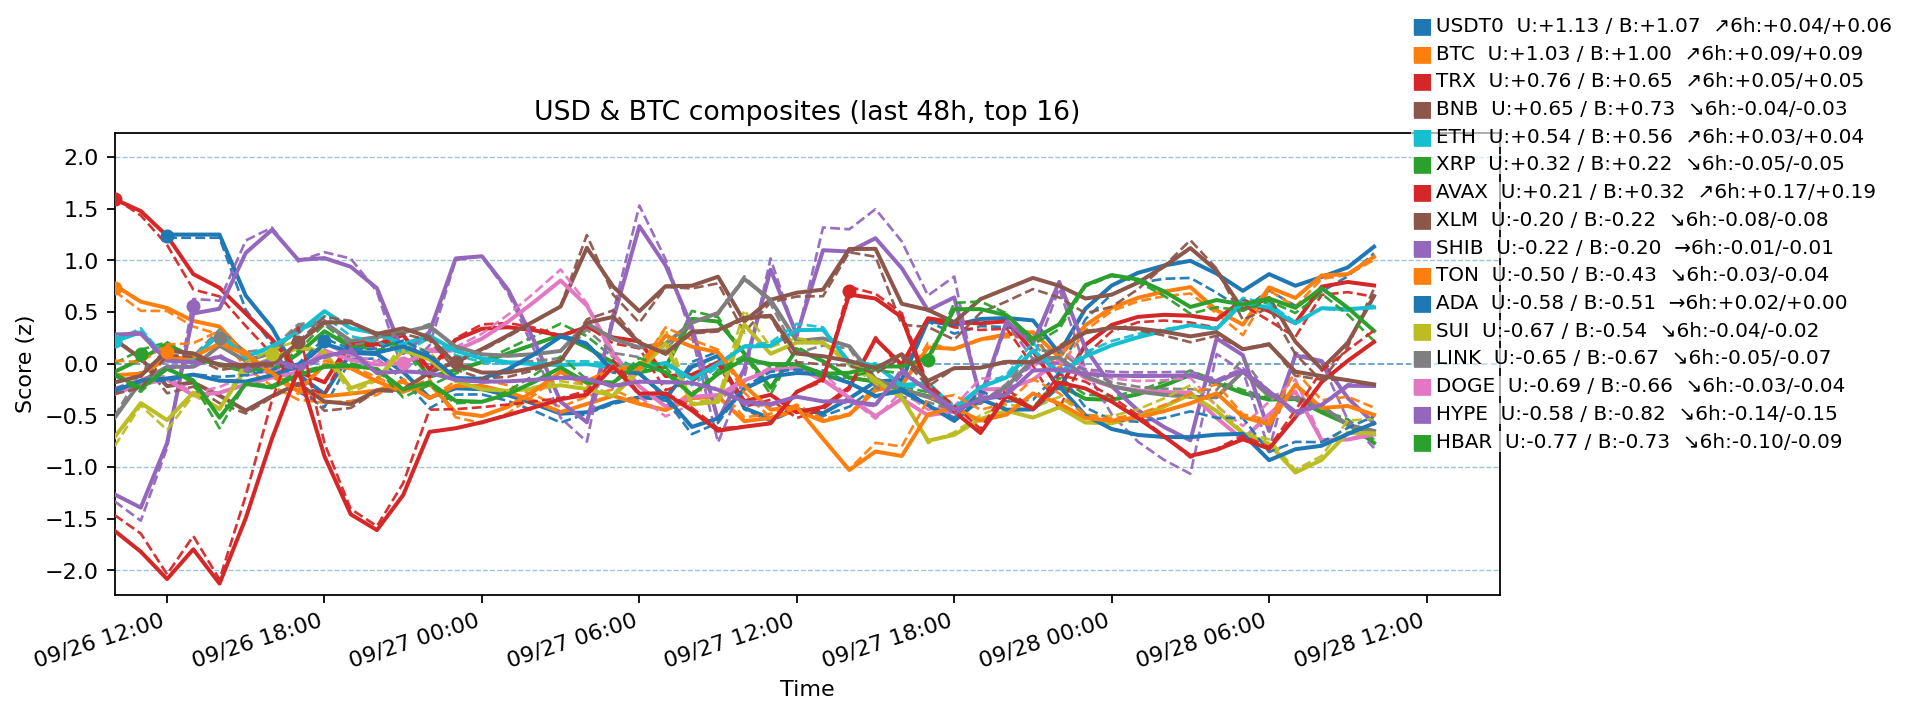 USDT0 U:+1.13 / B:+1.07 ↗6h:+0.04/+0.06
BTC U:+1.03 / B:+1.00 ↗6h:+0.09/+0.09
TRX U:+0.76 / B:+0.65 ↗6h:+0.05/+0.05
BNB U:+0.65 / B:+0.73 ↘6h:-0.04/-0.03
ETH U:+0.54 / B:+0.56 ↗6h:+0.03/+0.04
XRP U:+0.32 / B:+0.22 ↘6h:-0.05/-0.05
AVAX U:+0.21 / B:+0.32 ↗6h:+0.17/+0.19
XLM U:-0.20 / B:-0.22 ↘6h:-0.08/-0.08
SHIB U:-0.22 / B:-0.20 →6h:-0.01/-0.01
TON U:-0.50 / B:-0.43 ↘6h:-0.03/-0.04
ADA U:-0.58 / B:-0.51 →6h:+0.02/+0.00
SUI U:-0.67 / B:-0.54 ↘6h:-0.04/-0.02
LINK U:-0.65 / B:-0.67 ↘6h:-0.05/-0.07
DOGE U:-0.69 / B:-0.66 ↘6h:-0.03/-0.04
HYPE U:-0.58 / B:-0.82 ↘6h:-0.14/-0.15
HBAR U:-0.77 / B:-0.73 ↘6h:-0.10/-0.09
USD & BTC composites (last 48h, top 16)
Score (z)
2.0
1.5
1.0
0.5
0.0
−0.5
−1.0
−1.5
−2.0
09/26 12:00
09/26 18:00
09/27 00:00
09/27 06:00
09/27 12:00
09/27 18:00
09/28 00:00
09/28 06:00
09/28 12:00
Time